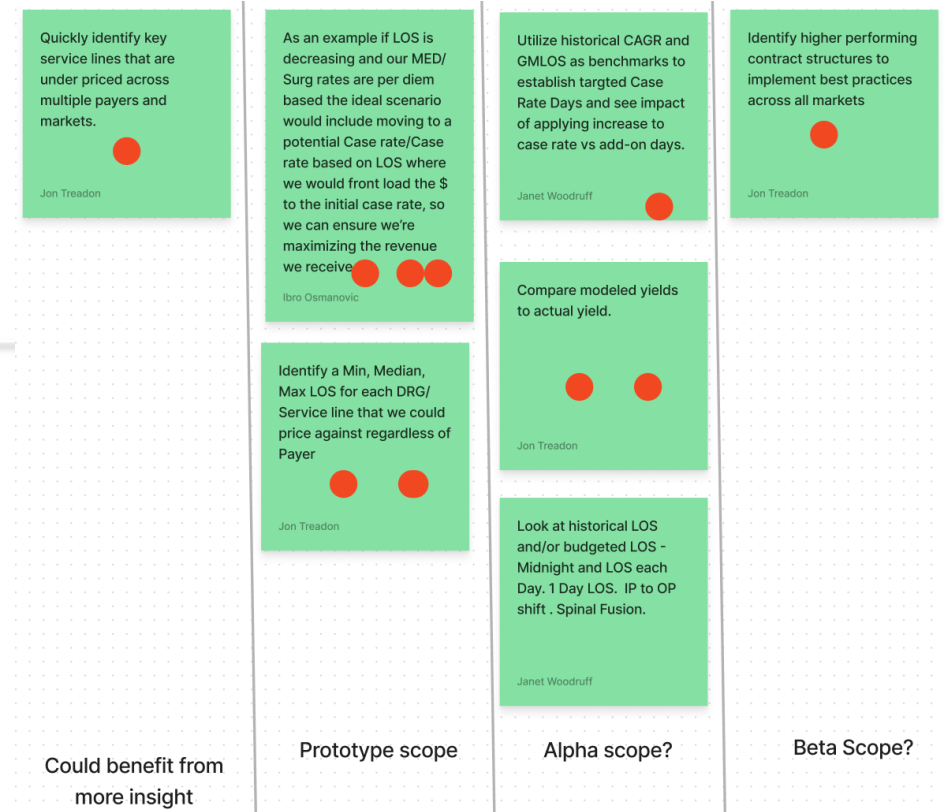 Quickly identify key
service lines that are
under priced across
multiple payers and
markets.
Jon Treadon
As an example if LOS is
decreasing and our MED/
Surg rates are per diem
based the ideal scenario
would include moving to a
potential Case rate/Case
rate based on LOS where
we would front load the $
to the initial case rate, so
we can ensure we're
maximizing the revenue
we receive
Ibro Osmanovic
Identify a Min, Median,
Max LOS for each DRG/
Service line that we could
price against regardless of
Payer
Jon Treadon
Utilize historical CAGR and
GMLOS as benchmarks to
establish targted Case
Rate Days and see impact
of applying increase to
case rate vs add-on days.
Janet Woodruff
Compare modeled yields
to actual yield.
Jon Treadon
Look at historical LOS
and/or budgeted LOS -
Midnight and LOS each
Day. 1 Day LOS.  IP to OP
shift . Spinal Fusion.
Janet Woodruff
Identify higher performing
contract structures to
implement best practices
across all markets
Jon Treadon
Could benefit from
more insight
Prototype scope
Alpha scope?
Beta Scope?